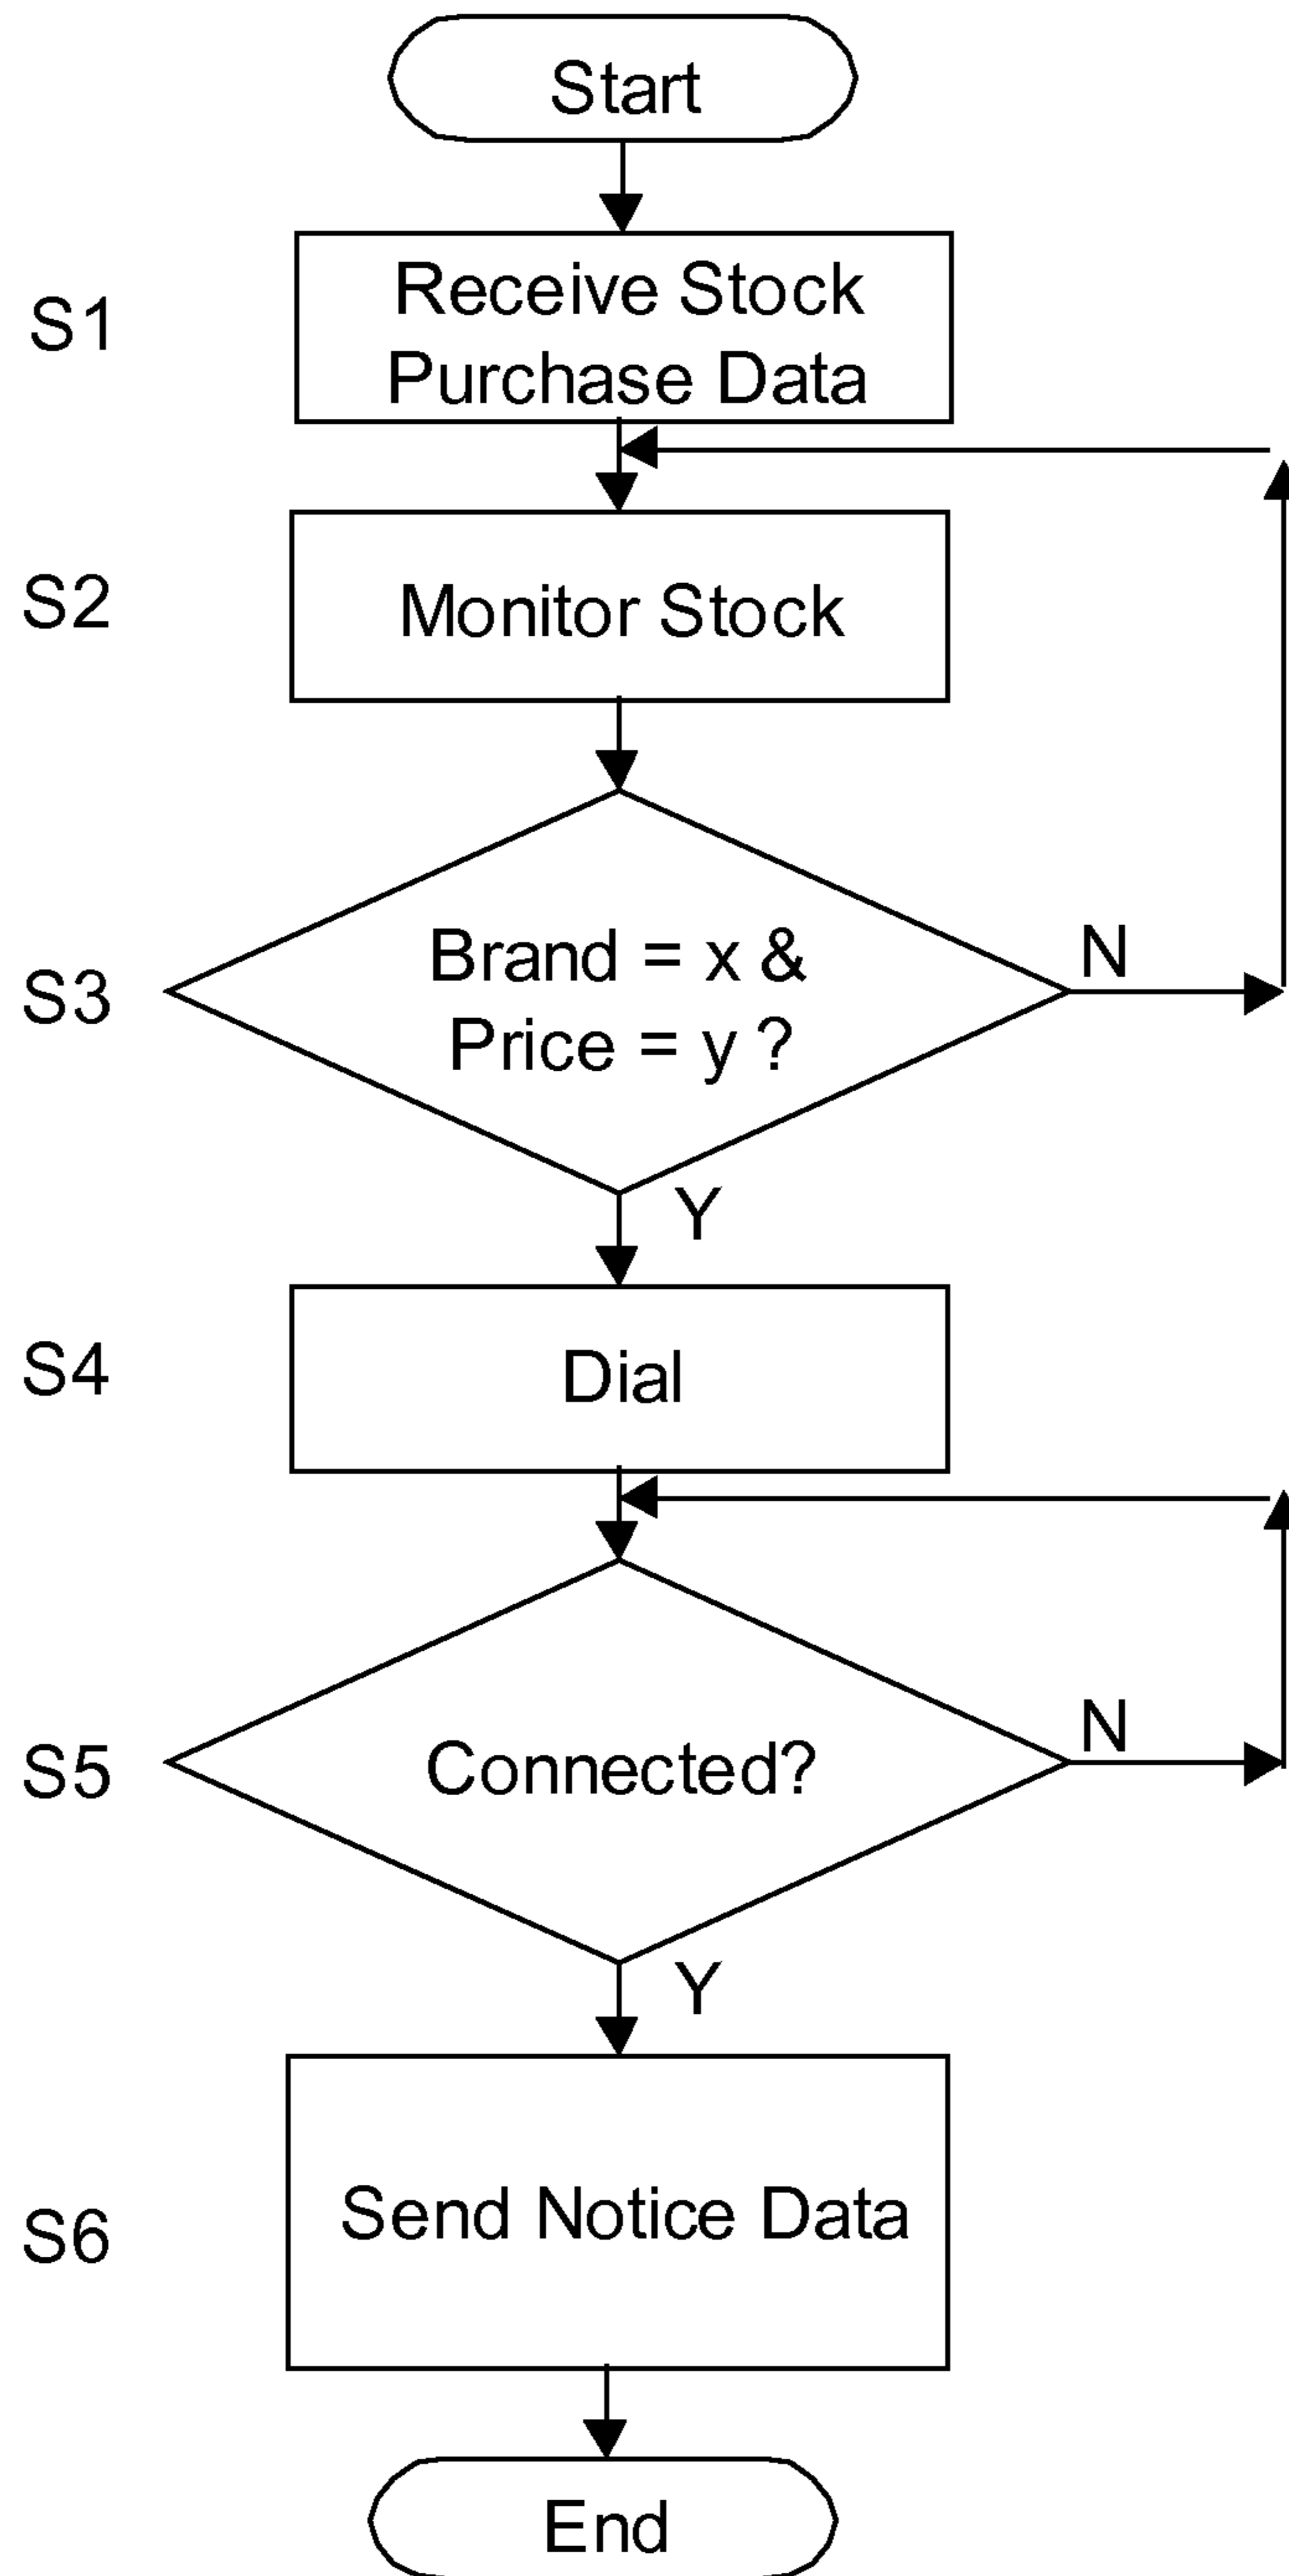 Start
S1
Receive Stock
Purchase Data
S2
Monitor Stock
S3
Brand = x &
Price = y ?
N
Y
S4
Dial
S5
Connected?
N
Y
S6
Send Notice Data
End